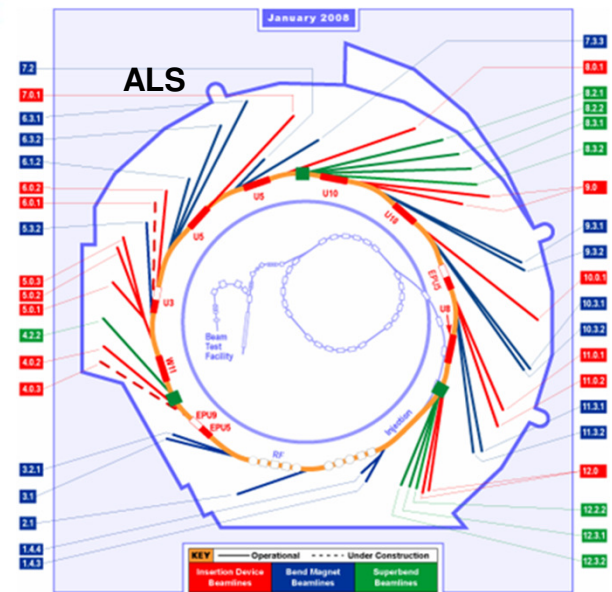 January 2008
ALS
7.2
7.0.1
6.3.1
6.3.2
6.1.2
6.0.2
6.0.1
5.3.2
5.0.3
5.0.2
5.0.1
4.2.2
4.0.2
4.0.3
3.2.1
3.1
2.1
1.4.4
1.4.3
7.3.3
8.0.1
8.2.1
8.2.2
8.3.1
8.3.2
9.0
9.3.1
9.3.2
10.0.1
10.3.1
10.3.2
11.0.1
11.0.2
11.3.1
11.3.2
12.0
12.2.2
12.3.1
12.3.2
U5
U10
U5
U10
EPU5
U3
U8
W11
EPU9
EPU5
RF
Injection
Beam
Test
Facility
KEY Operational Under Construction
Insertion Device
Beamlines
Bend Magnet
Beamlines
Superbend
Beamlines